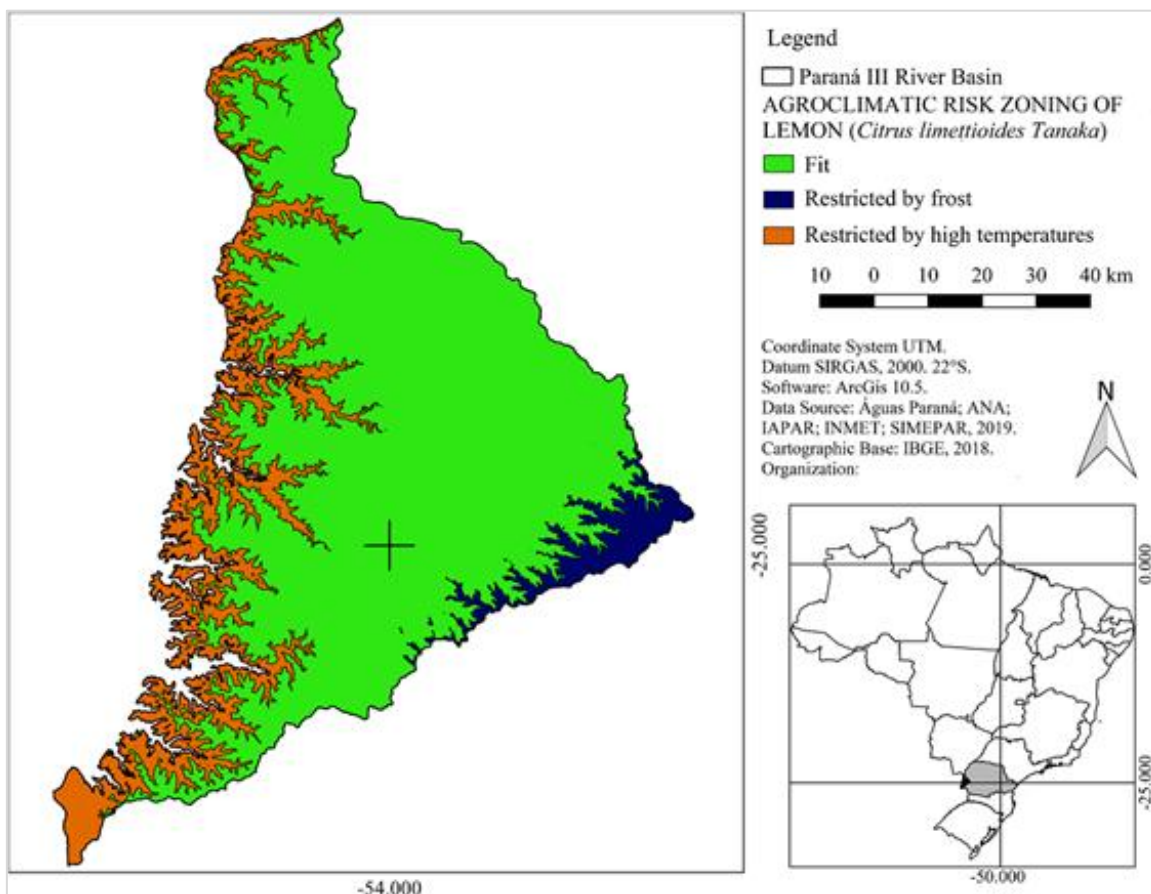 Legend
Paraná III River Basin
AGROCLIMATIC RISK ZONING OF
LEMON (Citrus limettioides Tanaka)
Fit
Restricted by frost
Restricted by high temperatures
10 0 10 20 30 40 km
Coordinate System UTM.
Datum SIRGAS, 2000. 22°S.
Software: ArcGis 10.5.
Data Source: Águas Paraná; ANA;
IAPAR; INMET; SIMEPAR, 2019.
Cartographic Base: IBGE, 2018.
Organization:
N
-25.000
0.000
-25.000
-50.000
-54.000